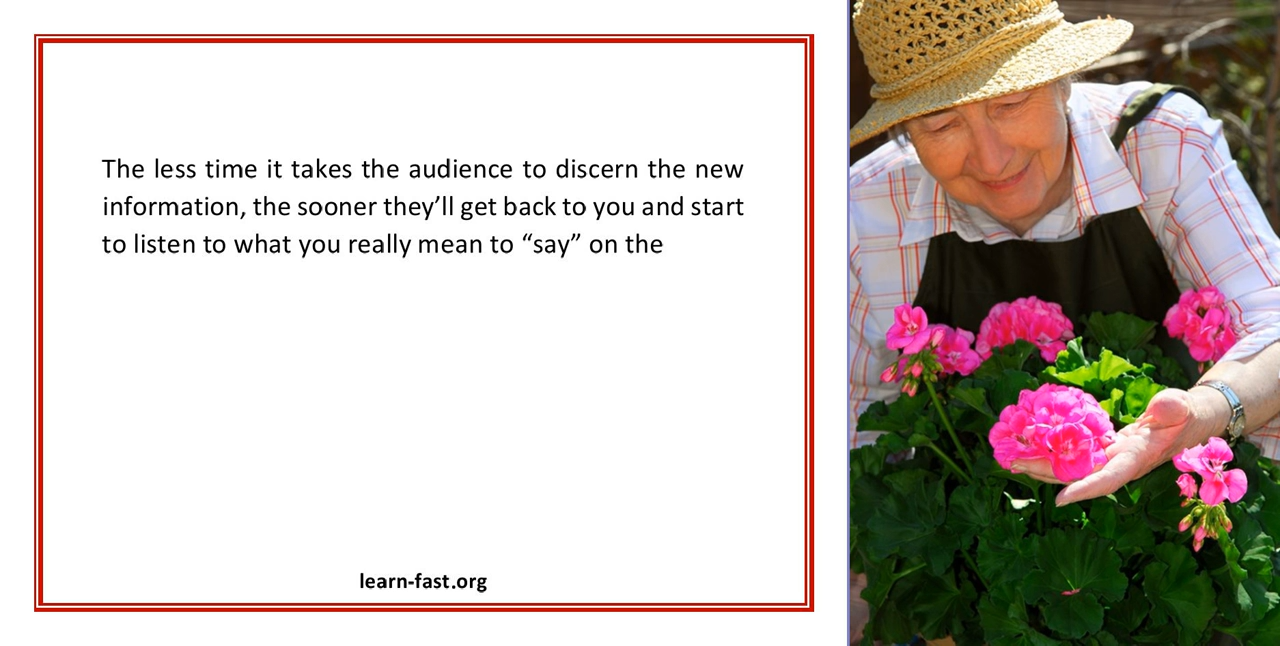 The less time it takes the audience to discern the new
information, the sooner they’ll get back to you and start
to listen to what you really mean to “say” on the
learn-fast.org